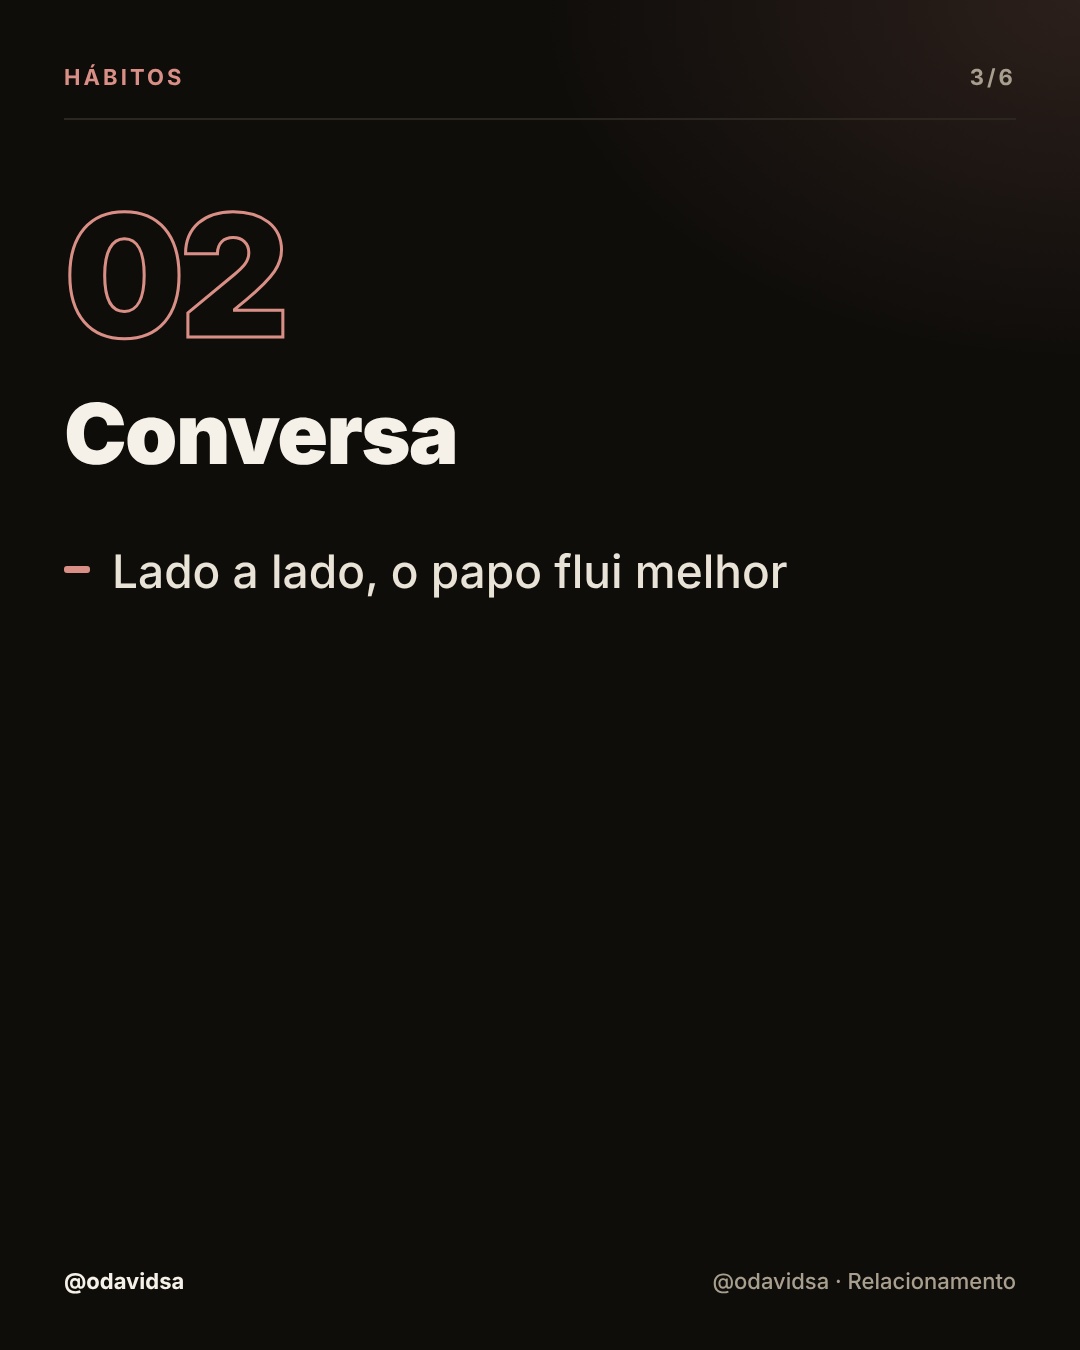 HÁBITOS
3/6
02
Conversa
– Lado a lado, o papo flui melhor
@odavidsa
@odavidsa · Relacionamento